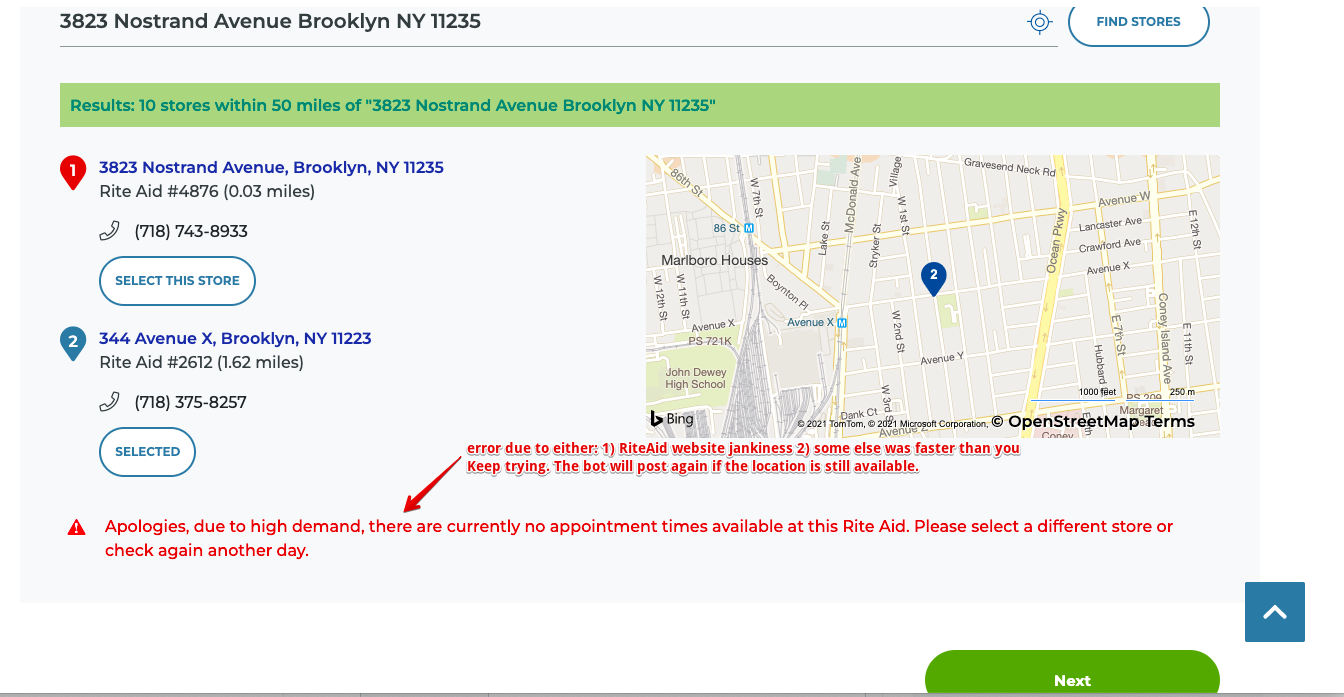 3823 Nostrand Avenue Brooklyn NY 11235
FIND STORES
Results: 10 stores within 50 miles of "3823 Nostrand Avenue Brooklyn NY 11235"
1
3823 Nostrand Avenue, Brooklyn, NY 11235
Rite Aid #4876 (0.03 miles)
(718) 743-8933
SELECT THIS STORE
2
344 Avenue X, Brooklyn, NY 11223
Rite Aid #2612 (1.62 miles)
(718) 375-8257
SELECTED
86th St
W 7th St
McDonald Ave
Village
Gravesend Neck Rd
86 St M
Lake St
Stryker St
W 1st St
Ocean Pkwy
Avenue W
Lancaster Ave
Crawford Ave
E 12th St
Marlboro Houses
W 12th St
W 11th St
Boynton Pl
2
Avenue X
Avenue X
PS 721K
Avenue X M
W 2nd St
Avenue Y
E 7th St
Coney Island Ave
E 11th St
John Dewey
High School
Hubbard
W 3rd S
1000 feet
250 m
PS 209
Margaret
Dank Ct
Avenue Z
Coney
Bing
© 2021 TomTom, © 2021 Microsoft Corporation, © OpenStreetMap Terms
error due to either: 1) RiteAid website jankiness 2) some else was faster than you
Keep trying. The bot will post again if the location is still available.
Apologies, due to high demand, there are currently no appointment times available at this Rite Aid. Please select a different store or
check again another day.
Next